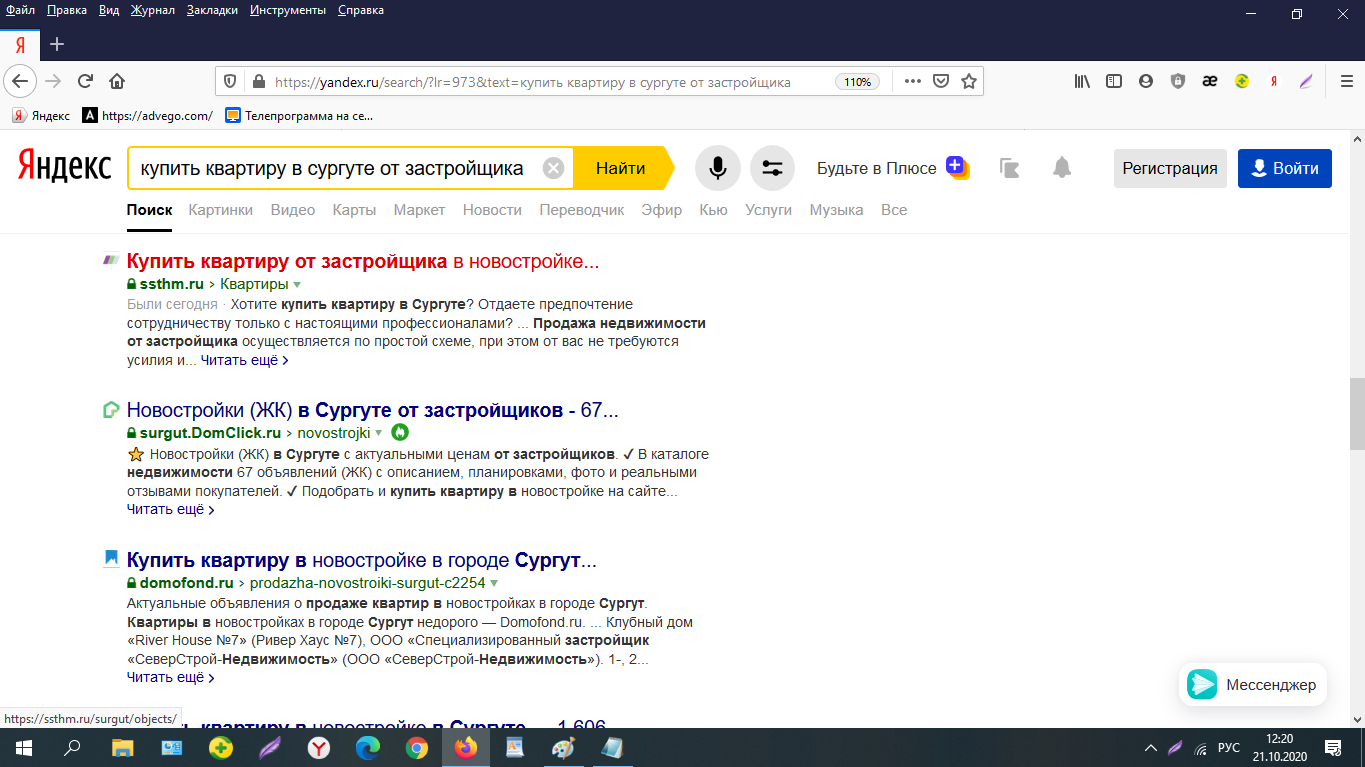 Файл Правка Вид Журнал Закладки Инструменты Справка
Я
https://yandex.ru/search/?lr=973&text=купить квартиру в сургуте от застройщика 110%
Яндекс https://advego.com/ Телепрограмма на се...
Яндекс купить квартиру в сургуте от застройщика Найти Будьте в Плюсе Регистрация Войти
Поиск Картинки Видео Карты Маркет Новости Переводчик Эфир Кью Услуги Музыка Все
Купить квартиру от застройщика в новостройке...
ssthm.ru › Квартиры
Были сегодня · Хотите купить квартиру в Сургуте? Отдаете предпочтение
сотрудничеству только с настоящими профессионалами? ... Продажа недвижимости
от застройщика осуществляется по простой схеме, при этом от вас не требуются
усилия и... Читать ещё ›
Новостройки (ЖК) в Сургуте от застройщиков - 67...
surgut.DomClick.ru › novostrojki
Новостройки (ЖК) в Сургуте с актуальными ценам от застройщиков. ✓ В каталоге
недвижимости 67 объявлений (ЖК) с описанием, планировками, фото и реальными
отзывами покупателей. ✓ Подобрать и купить квартиру в новостройке на сайте...
Читать ещё ›
Купить квартиру в новостройке в городе Сургут...
domofond.ru › prodazha-novostroiki-surgut-c2254
Актуальные объявления о продаже квартир в новостройках в городе Сургут.
Квартиры в новостройках в городе Сургут недорого — Domofond.ru. ... Клубный дом
«River House №7» (Ривер Хаус №7), ООО «Специализированный застройщик
«СеверСтрой-Недвижимость» (ООО «СеверСтрой-Недвижимость»). 1-, 2...
Читать ещё ›
Мессенджер
https://ssthm.ru/surgut/objects/
квартиру в новостройке в Сургуте 1 606
РУС 12:20
21.10.2020